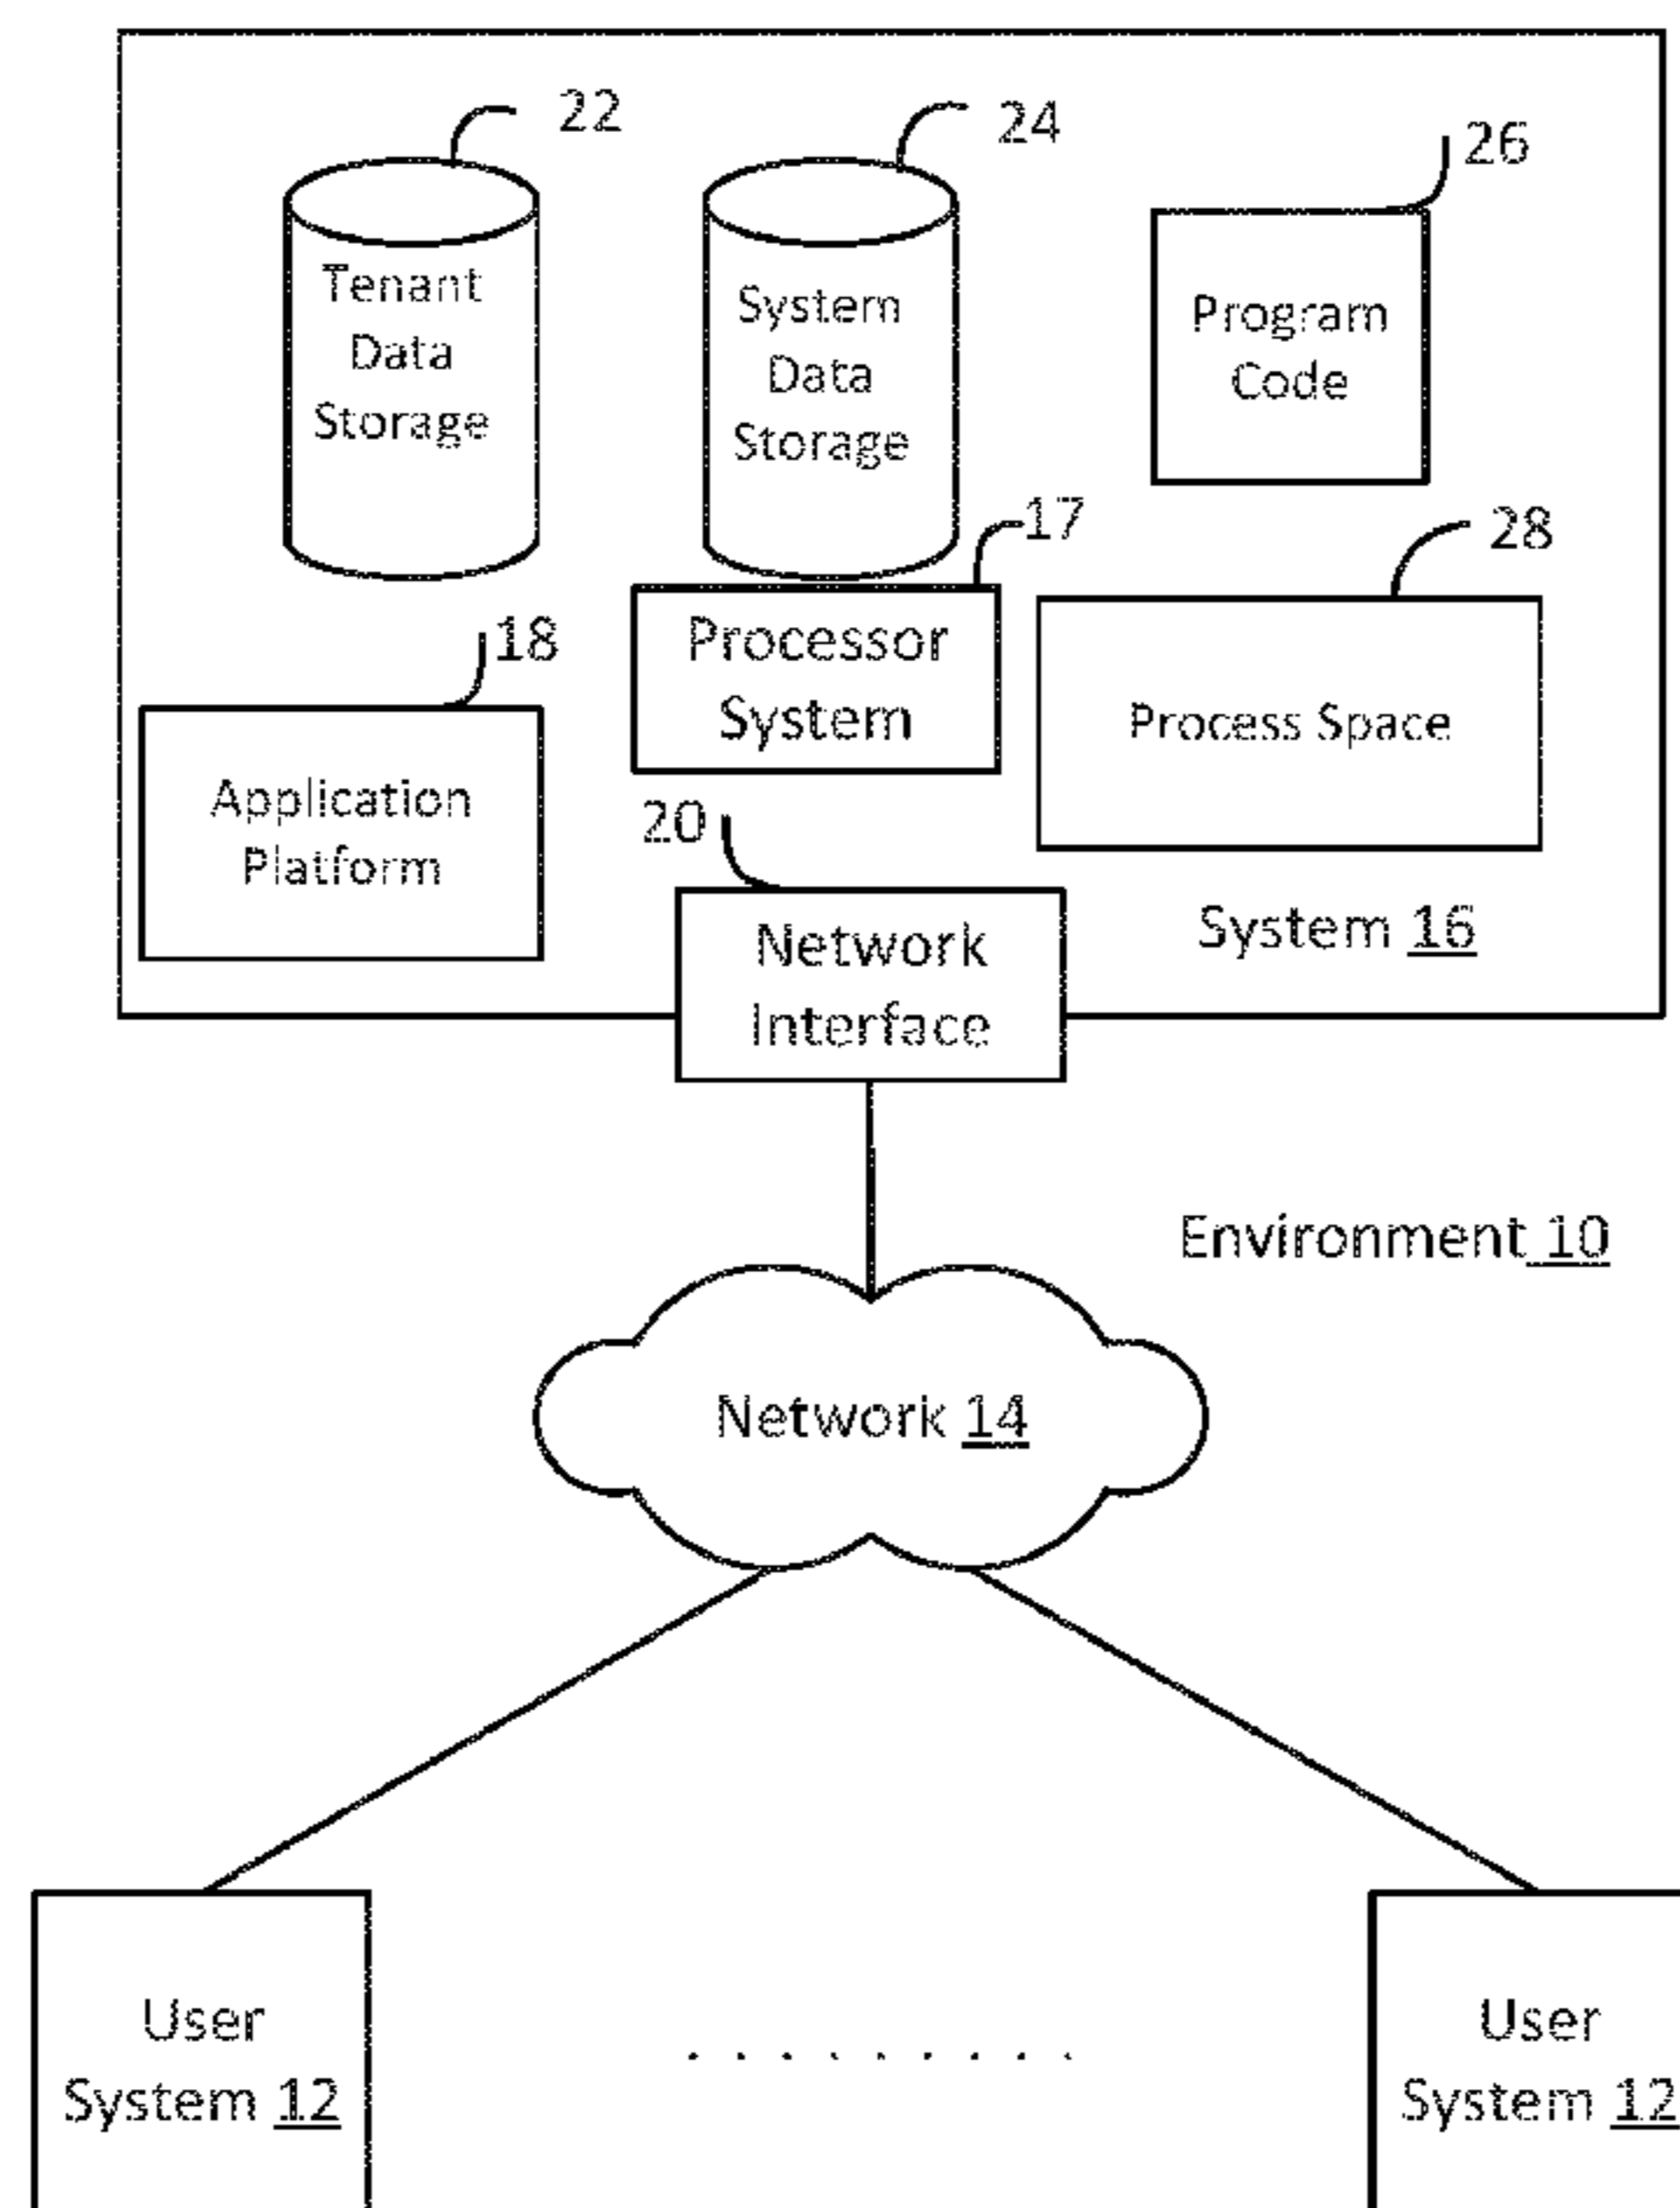 22
24
26
Tenant
Data
Storage
System
Data
Storage
Program
Code
17
28
18
Processor
System
Process Space
Application
Platform
20
Network
Interface
System 16
Environment 10
Network 14
User
System 12
. . . . . . . . .
User
System 12